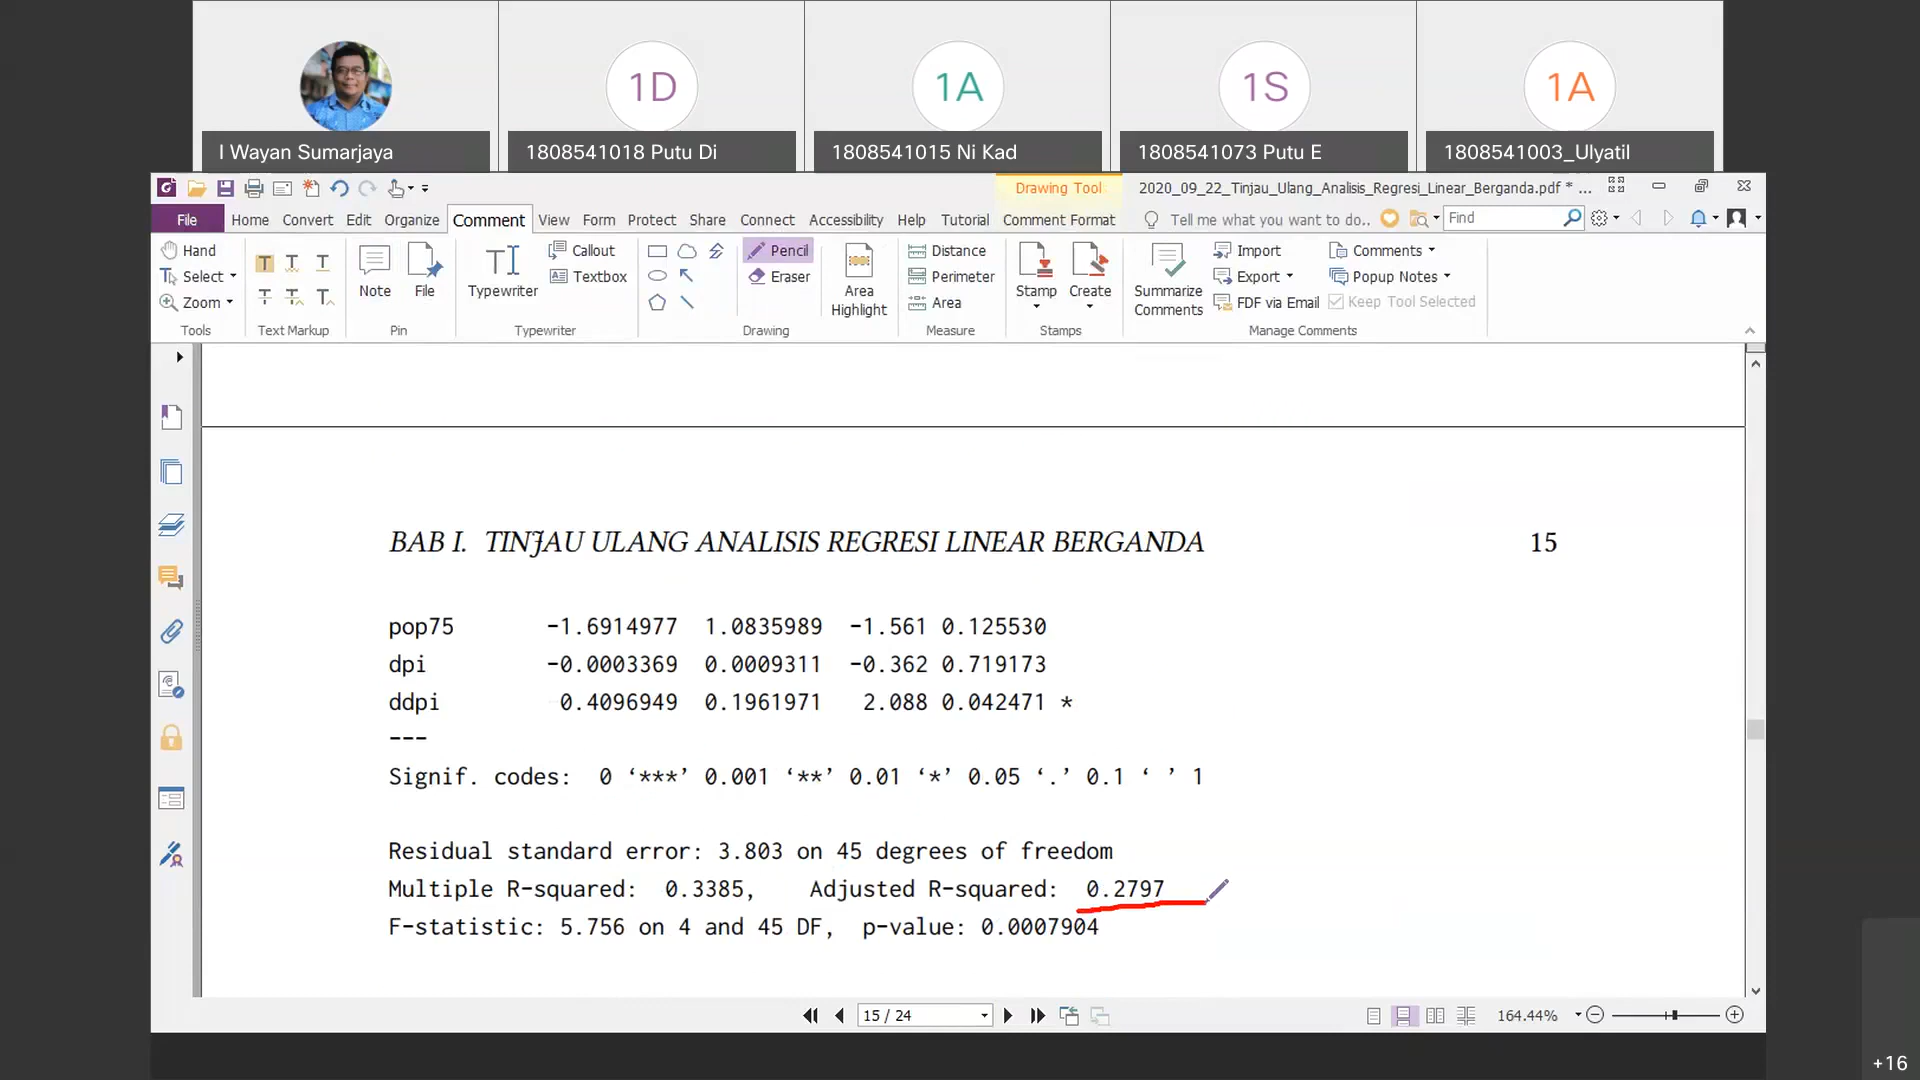 1D
1A
1S
1A
I Wayan Sumarjaya
1808541018 Putu Di
1808541015 Ni Kad
1808541073 Putu E
1808541003_Ulyatil
Drawing Tool
2020_09_22_Tinjau_Ulang_Analisis_Regresi_Linear_Berganda.pdf * ...
File Home Convert Edit Organize Comment View Form Protect Share Connect Accessibility Help Tutorial Comment Format Tell me what you want to do.. Find
Hand
Select
Zoom
Tools
Text Markup
Note
File
Pin
Typewriter
Callout
Textbox
Typewriter
Pencil
Eraser
Area
Highlight
Drawing
Distance
Perimeter
Area
Measure
Stamp
Create
Stamps
Summarize
Comments
Import
Export
FDF via Email
Comments
Popup Notes
Keep Tool Selected
Manage Comments
BAB I. TINJAU ULANG ANALISIS REGRESI LINEAR BERGANDA 15
pop75 -1.6914977 1.0835989 -1.561 0.125530
dpi -0.0003369 0.0009311 -0.362 0.719173
ddpi 0.4096949 0.1961971 2.088 0.042471 *
---
Signif. codes: 0 ‘***’ 0.001 ‘**’ 0.01 ‘*’ 0.05 ‘.’ 0.1 ‘ ’ 1
Residual standard error: 3.803 on 45 degrees of freedom
Multiple R-squared: 0.3385, Adjusted R-squared: 0.2797
F-statistic: 5.756 on 4 and 45 DF, p-value: 0.0007904
15 / 24
164.44%
+16